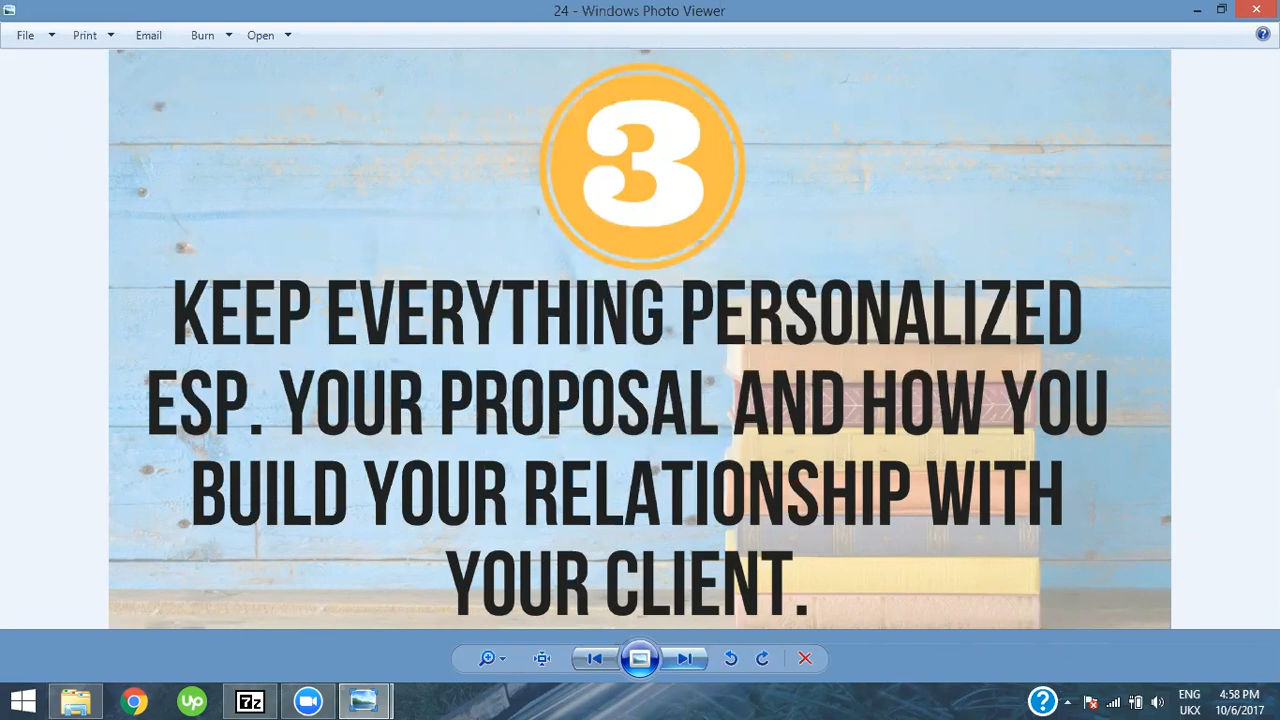 24 - Windows Photo Viewer
File Print Email Burn Open
3
KEEP EVERYTHING PERSONALIZED
ESP. YOUR PROPOSAL AND HOW YOU
BUILD YOUR RELATIONSHIP WITH
YOUR CLIENT.
up
7z
ENG
UKX
4:58 PM
10/6/2017